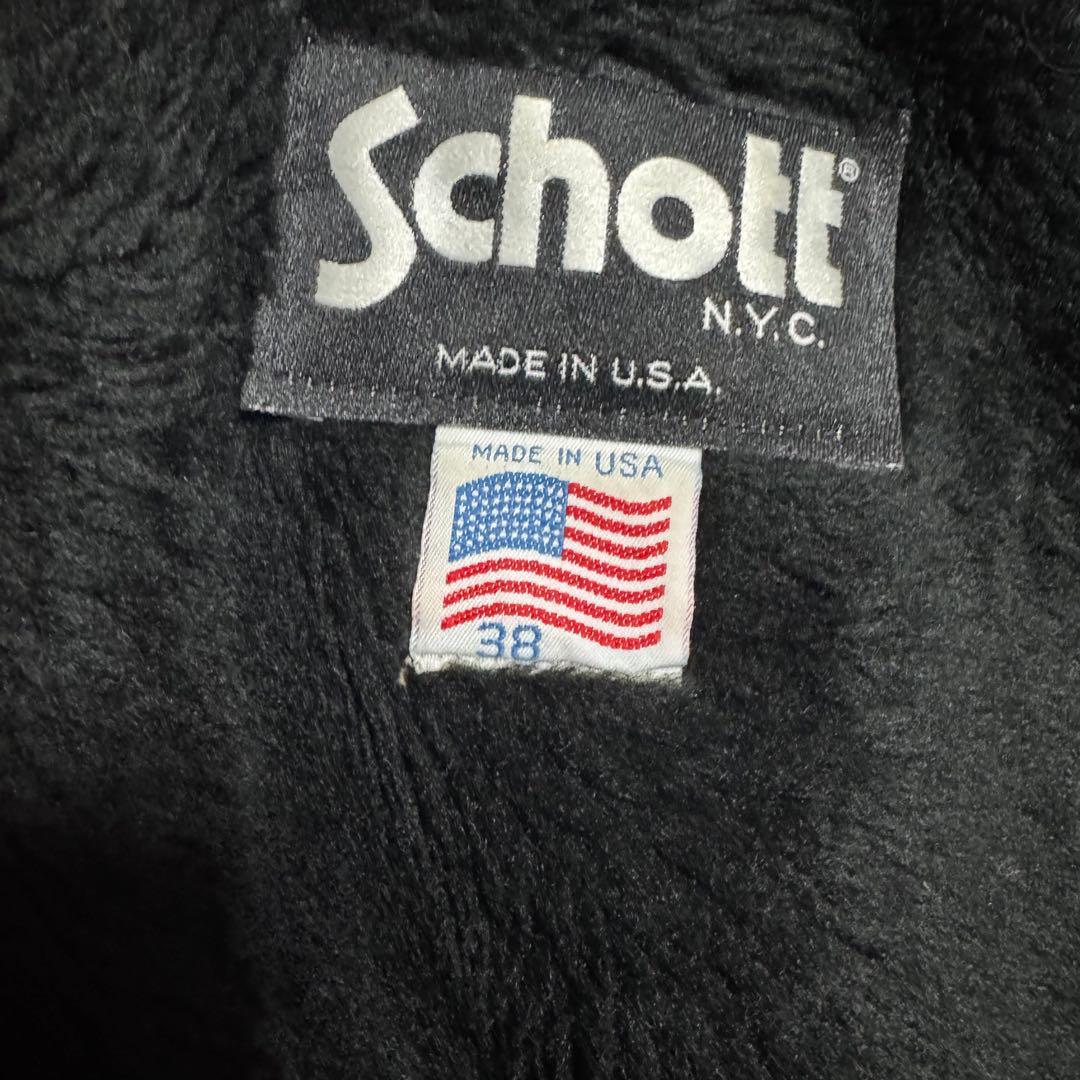 Schott®
N.Y.C.
MADE IN U.S.A.
MADE IN USA
38